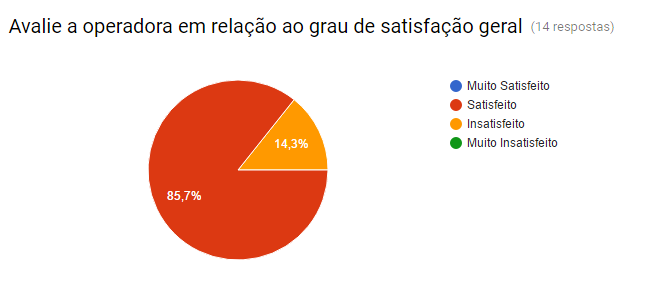 Avalie a operadora em relação ao grau de satisfação geral (14 respostas)
Muito Satisfeito
Satisfeito
Insatisfeito
Muito Insatisfeito
14,3%
85,7%